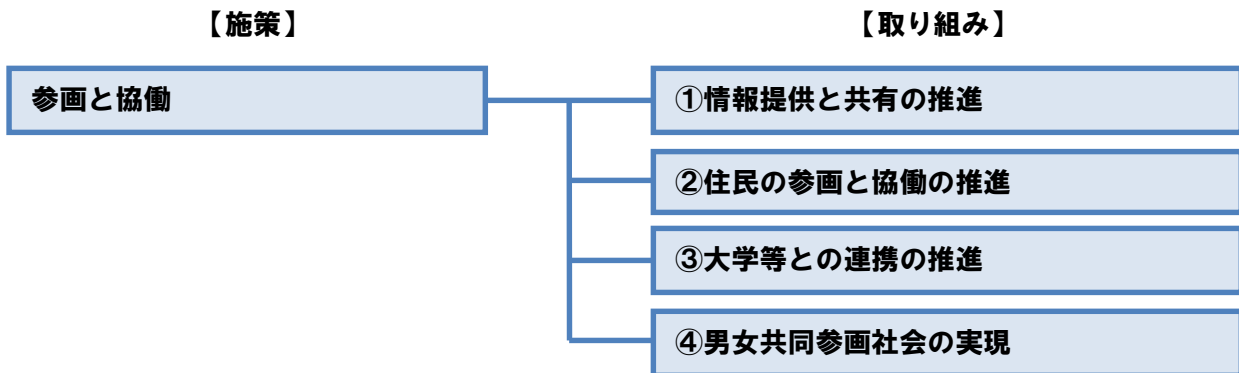 【施策】
【取り組み】
参画と協働
①情報提供と共有の推進
②住民の参画と協働の推進
③大学等との連携の推進
④男女共同参画社会の実現